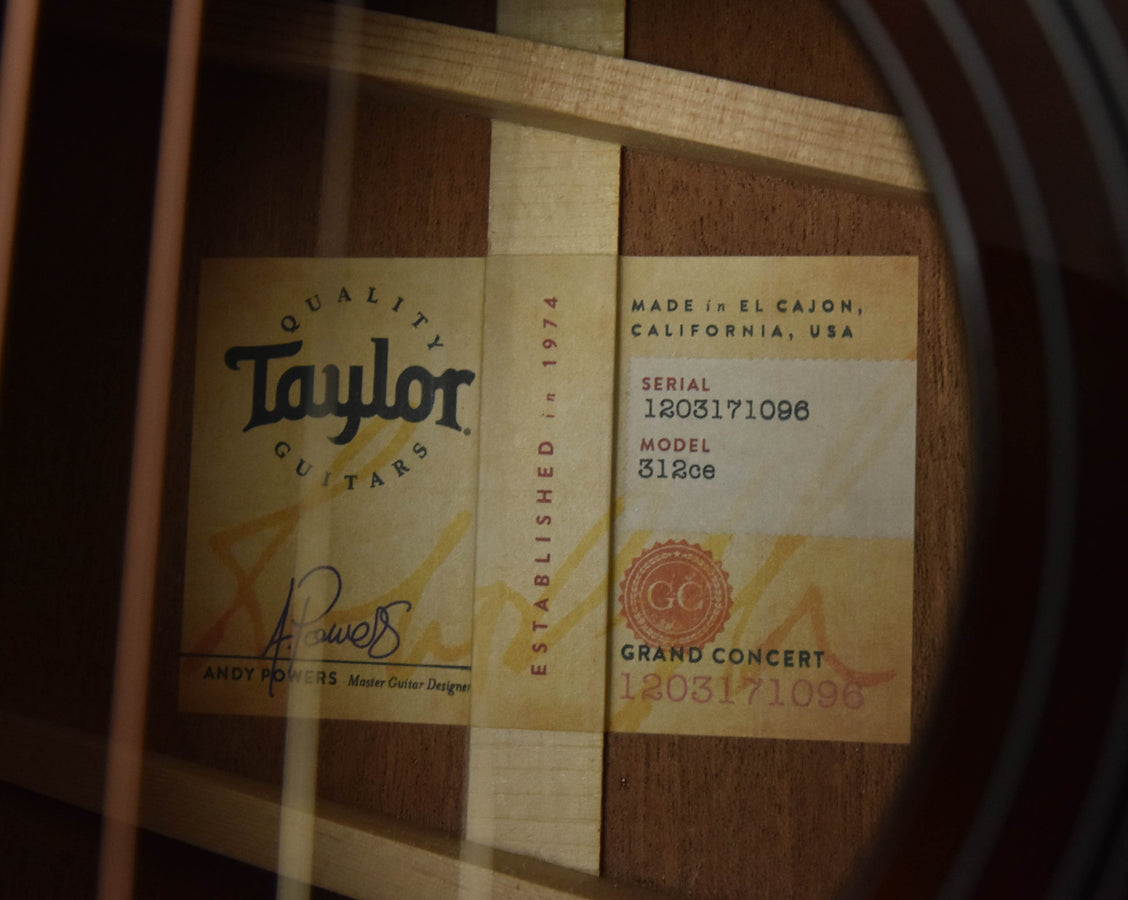 QUALITY
Taylor
GUITARS
A. Powers
ANDY POWERS Master Guitar Designer
ESTABLISHED in 1974
MADE in EL CAJON,
CALIFORNIA, USA
SERIAL
1203171096
MODEL
312ce
GC
GRAND CONCERT
1203171096